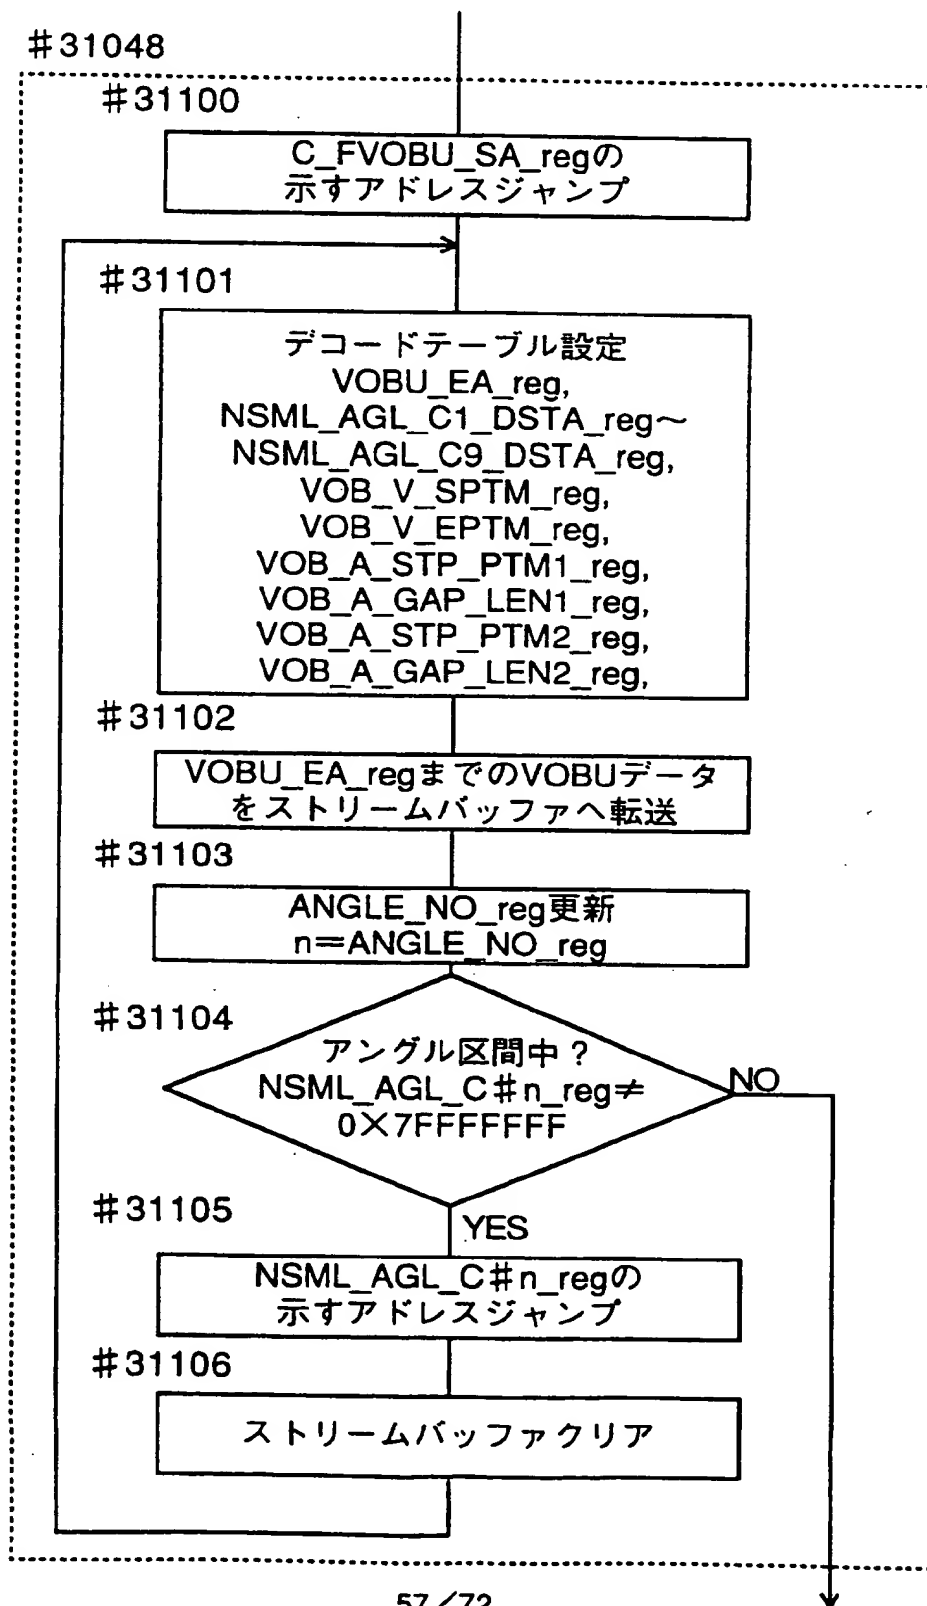 #31048
#31100
C_FVOBU_SA_regの
示すアドレスジャンプ
#31101
デコードテーブル設定
VOBU_EA_reg,
NSML_AGL_C1_DSTA_reg～
NSML_AGL_C9_DSTA_reg,
VOB_V_SPTM_reg,
VOB_V_EPTM_reg,
VOB_A_STP_PTM1_reg,
VOB_A_GAP_LEN1_reg,
VOB_A_STP_PTM2_reg,
VOB_A_GAP_LEN2_reg,
#31102
VOBU_EA_regまでのVOBUデータ
をストリームバッファへ転送
#31103
ANGLE_NO_reg更新
n=ANGLE_NO_reg
#31104
アングル区間中？
NSML_AGL_C#n_reg≠
0×7FFFFFFF
NO
#31105
YES
NSML_AGL_C#n_regの
示すアドレスジャンプ
#31106
ストリームバッファクリア
57/72